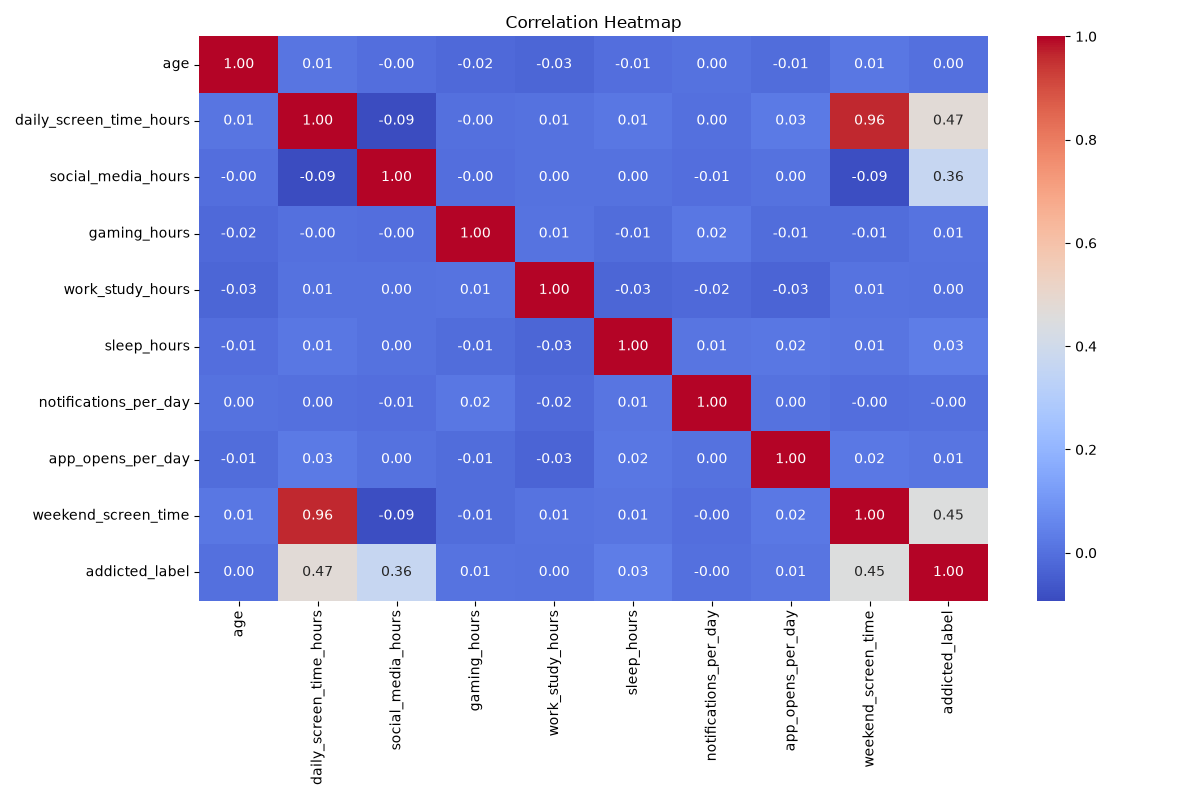 Correlation Heatmap
age 1.00 0.01 -0.00 -0.02 -0.03 -0.01 0.00 -0.01 0.01 0.00
daily_screen_time_hours 0.01 1.00 -0.09 -0.00 0.01 0.01 0.00 0.03 0.96 0.47
social_media_hours -0.00 -0.09 1.00 -0.00 0.00 0.00 -0.01 0.00 -0.09 0.36
gaming_hours -0.02 -0.00 -0.00 1.00 0.01 -0.01 0.02 -0.01 -0.01 0.01
work_study_hours -0.03 0.01 0.00 0.01 1.00 -0.03 -0.02 -0.03 0.01 0.00
sleep_hours -0.01 0.01 0.00 -0.01 -0.03 1.00 0.01 0.02 0.01 0.03
notifications_per_day 0.00 0.00 -0.01 0.02 -0.02 0.01 1.00 0.00 -0.00 -0.00
app_opens_per_day -0.01 0.03 0.00 -0.01 -0.03 0.02 0.00 1.00 0.02 0.01
weekend_screen_time 0.01 0.96 -0.09 -0.01 0.01 0.01 -0.00 0.02 1.00 0.45
addicted_label 0.00 0.47 0.36 0.01 0.00 0.03 -0.00 0.01 0.45 1.00
age
daily_screen_time_hours
social_media_hours
gaming_hours
work_study_hours
sleep_hours
notifications_per_day
app_opens_per_day
weekend_screen_time
addicted_label
1.0
0.8
0.6
0.4
0.2
0.0